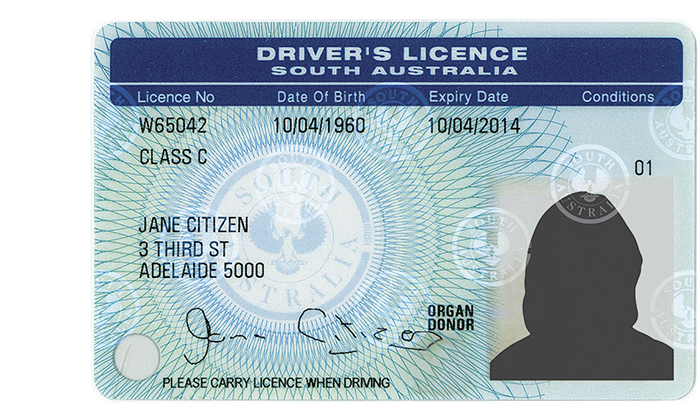 DRIVER'S LICENCE
SOUTH AUSTRALIA
Licence No Date Of Birth Expiry Date Conditions
W65042 10/04/1960 10/04/2014
CLASS C
01
JANE CITIZEN
3 THIRD ST
ADELAIDE 5000
SOUTH AUSTRALIA
SOUTH AUSTRALIA
Jane Citizen
ORGAN
DONOR
PLEASE CARRY LICENCE WHEN DRIVING